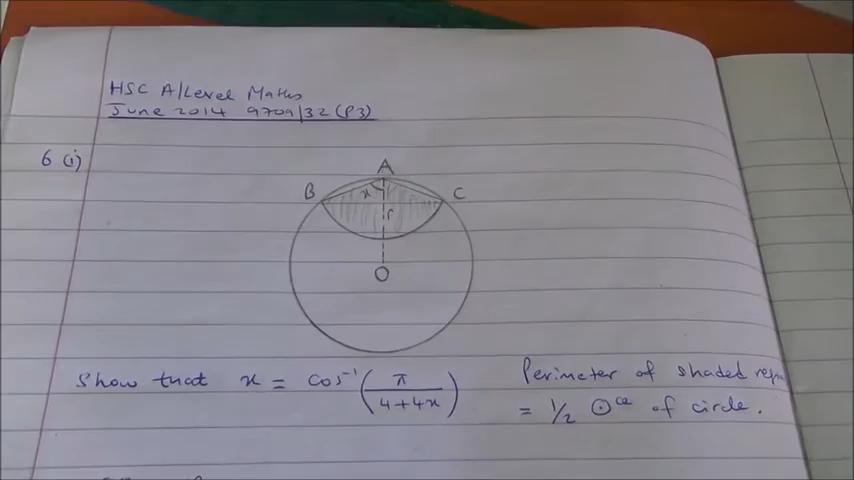 HSC A/Level Maths
June 2014 9709/32 (P3)
6 (i)
A
B
x
C
r
O
Show that x = cos⁻¹(π/(4+4x))
Perimeter of shaded
= 1/2 ⊙ce of circle.